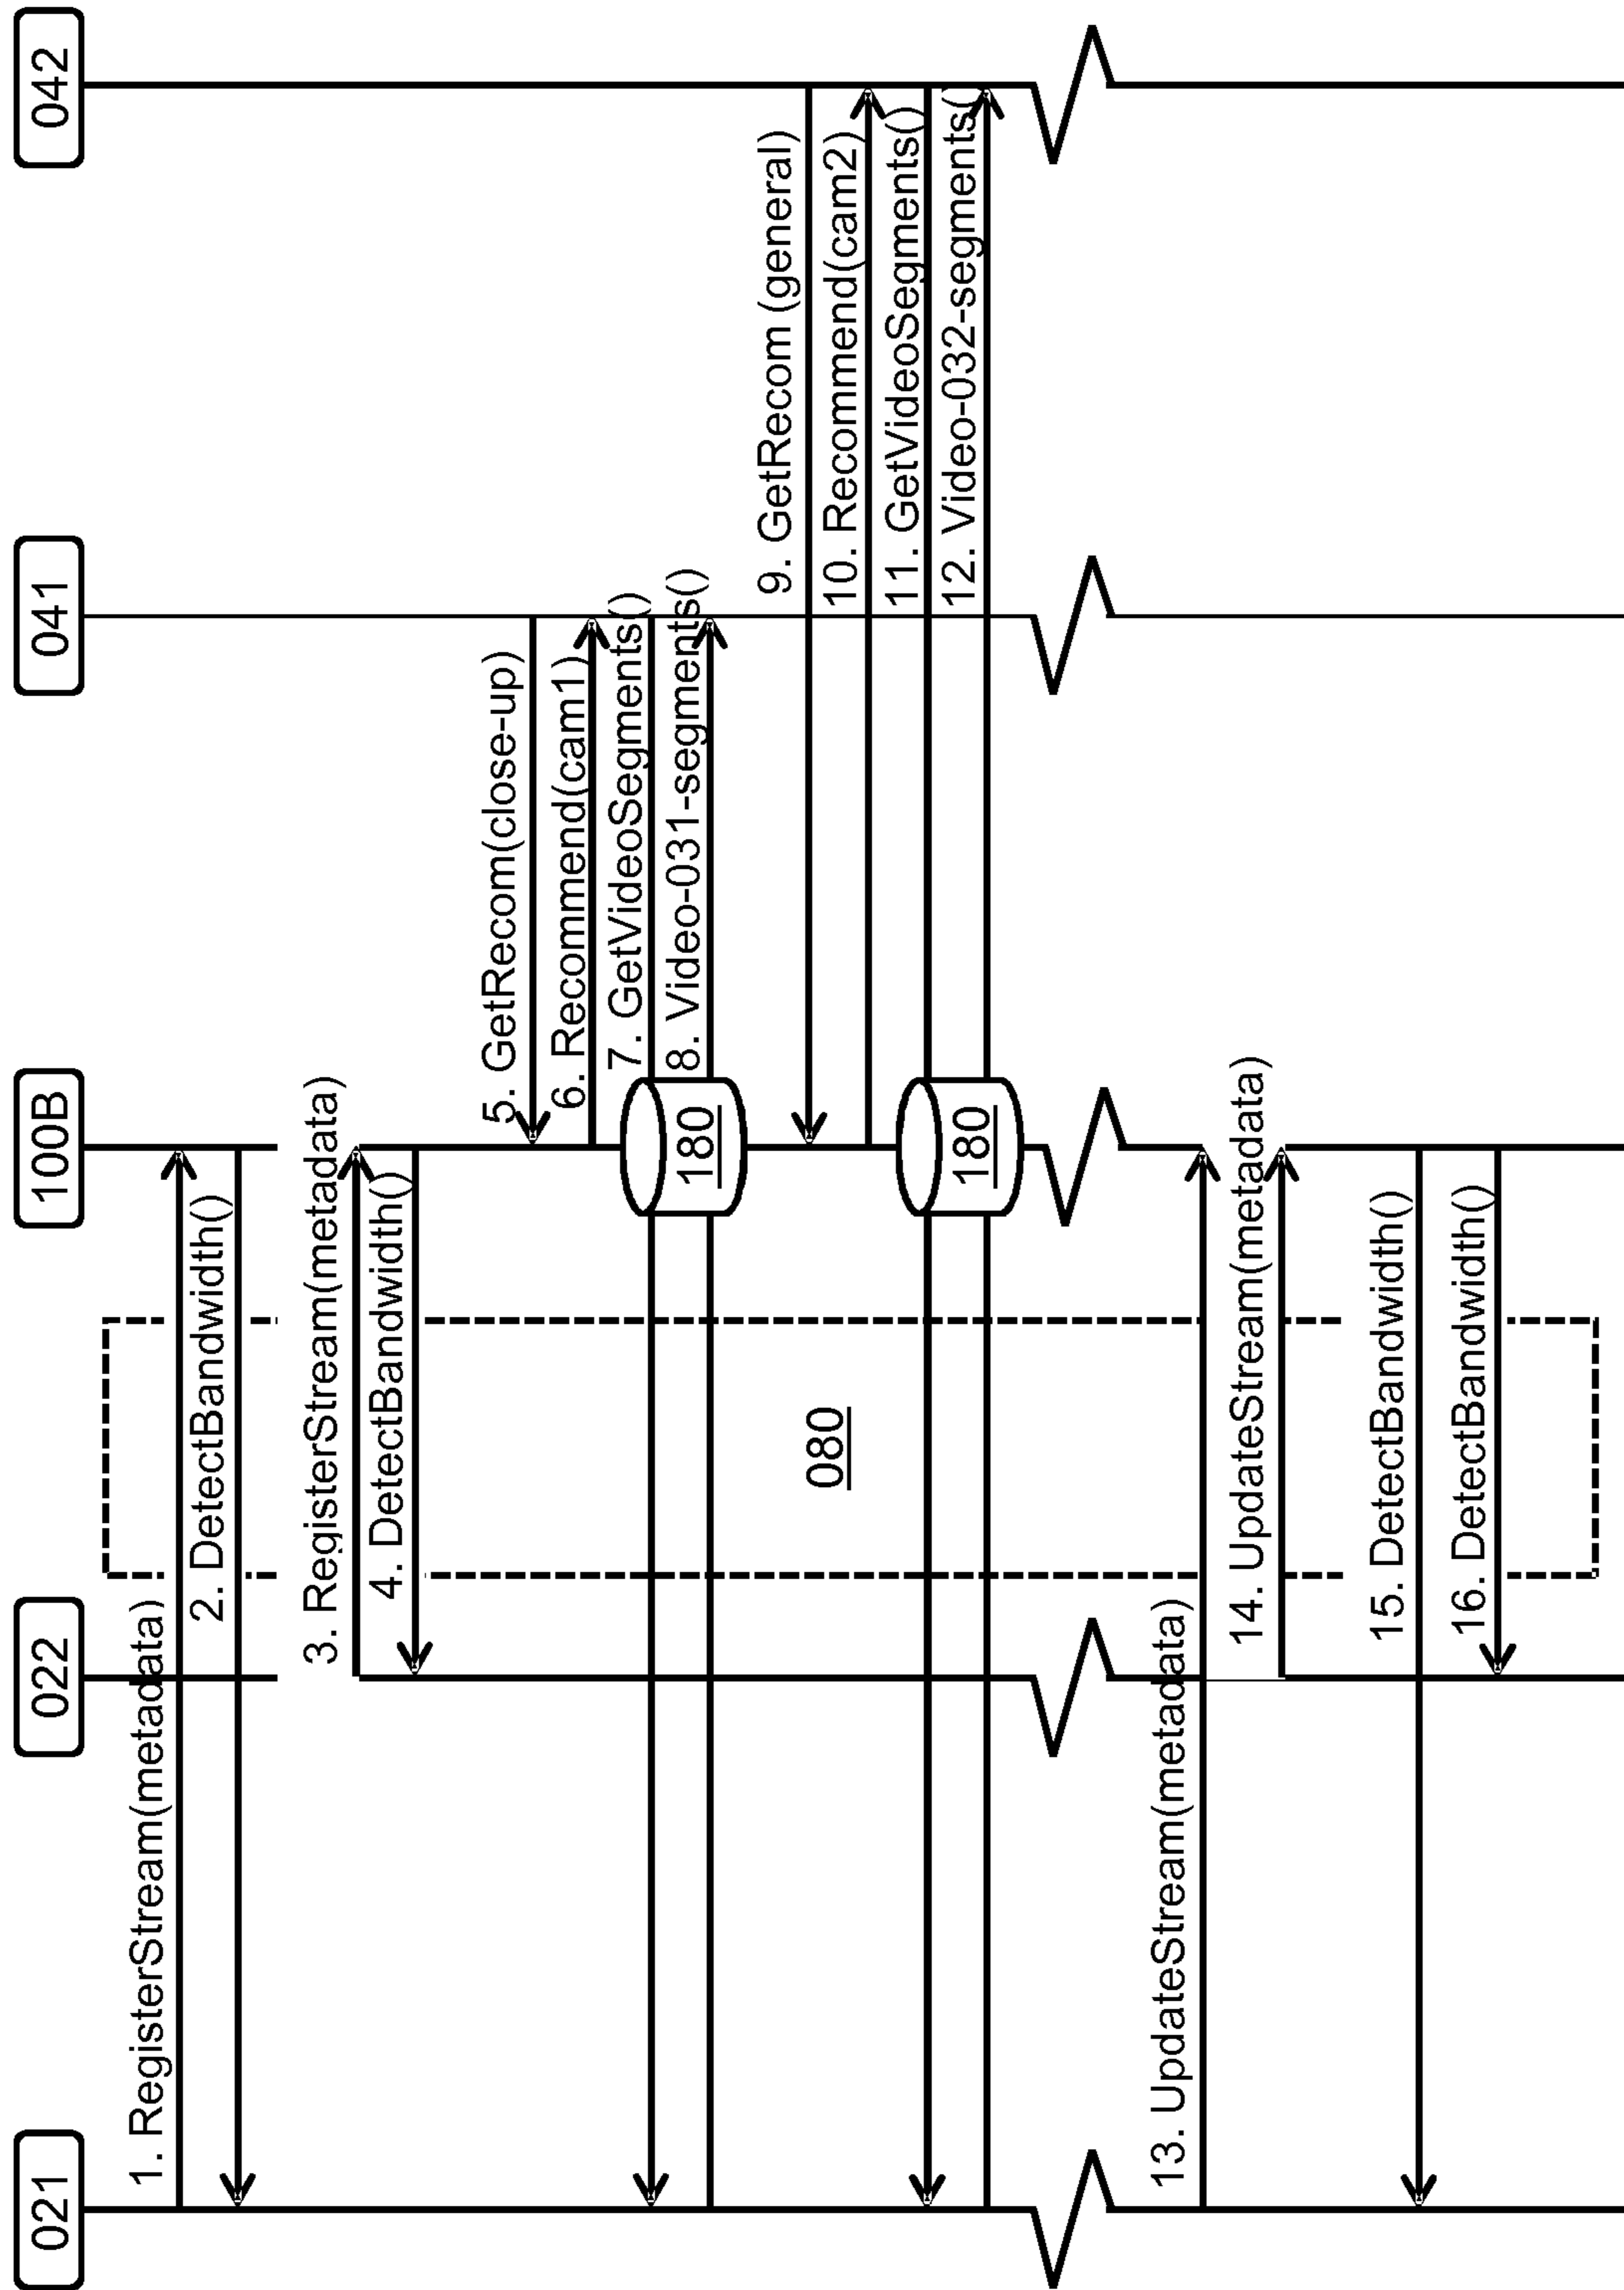 021
022
100B
041
042
1. RegisterStream(metadata)
2. DetectBandwidth()
3. RegisterStream(metadata)
4. DetectBandwidth()
5. GetRecom(close-up)
6. Recommend(cam1)
7. GetVideoSegments()
8. Video-031-segments()
180
9. GetRecom (general)
080
10. Recommend(cam2)
11. GetVideoSegments()
12. Video-032-segments()
180
13. UpdateStream(metadata)
14. UpdateStream(metadata)
15. DetectBandwidth()
16. DetectBandwidth()